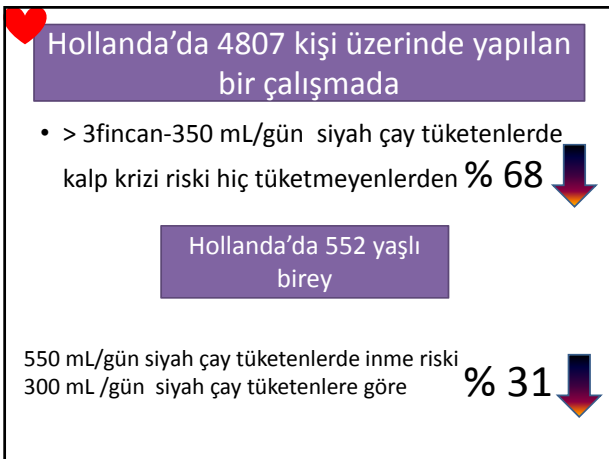 Hollanda’da 4807 kişi üzerinde yapılan
bir çalışmada
• > 3fincan-350 mL/gün siyah çay tüketenlerde
kalp krizi riski hiç tüketmeyenlerden % 68
Hollanda’da 552 yaşlı
birey
550 mL/gün siyah çay tüketenlerde inme riski
300 mL /gün siyah çay tüketenlere göre % 31